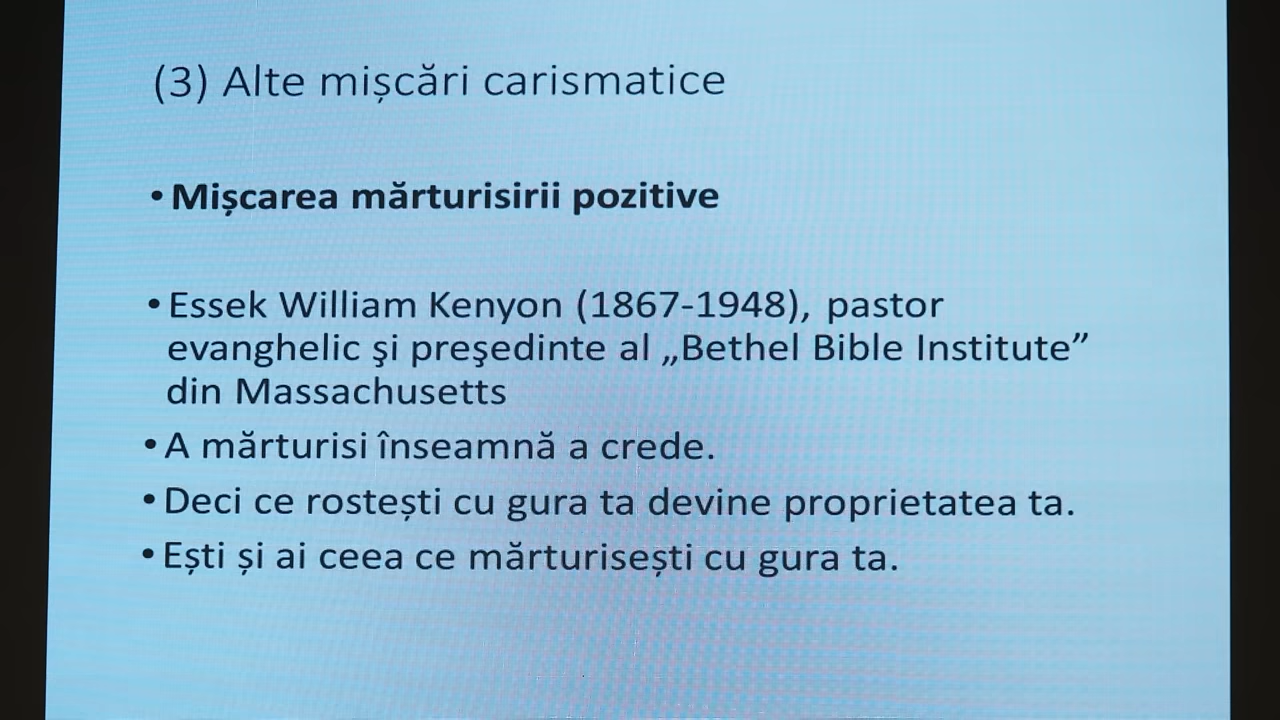 (3) Alte mișcări carismatice
• Mișcarea mărturisirii pozitive
• Essek William Kenyon (1867-1948), pastor
evanghelic şi preşedinte al „Bethel Bible Institute”
din Massachusetts
• A mărturisi înseamnă a crede.
• Deci ce rostești cu gura ta devine proprietatea ta.
• Ești și ai ceea ce mărturisești cu gura ta.